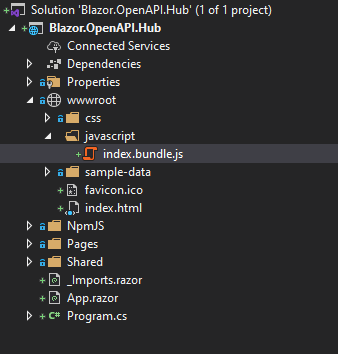 Solution 'Blazor.OpenAPI.Hub' (1 of 1 project)
Blazor.OpenAPI.Hub
Connected Services
Dependencies
Properties
wwwroot
css
javascript
index.bundle.js
sample-data
favicon.ico
index.html
NpmJS
Pages
Shared
_Imports.razor
App.razor
C# Program.cs